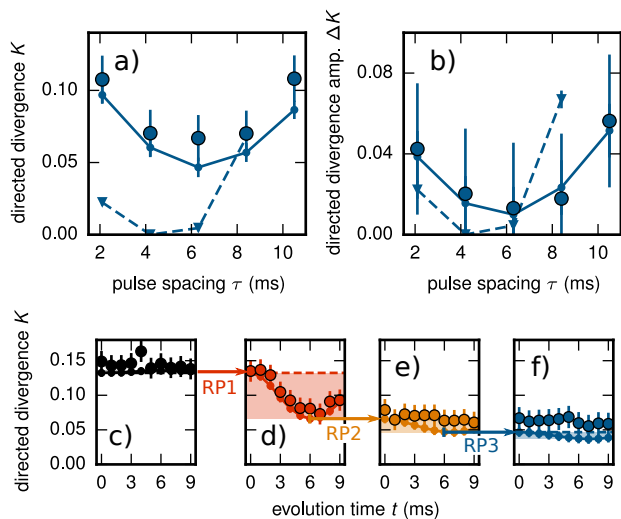 directed divergence K
0.10
0.05
0.00
a)
2 4 6 8 10
pulse spacing τ (ms)
directed divergence amp. ΔK
0.08
0.04
0.00
b)
2 4 6 8 10
pulse spacing τ (ms)
directed divergence K
0.15
0.10
0.05
0.00
c)
RP1
d)
RP2
e)
RP3
f)
0 3 6 9
0 3 6 9
0 3 6 9
0 3 6 9
evolution time t (ms)